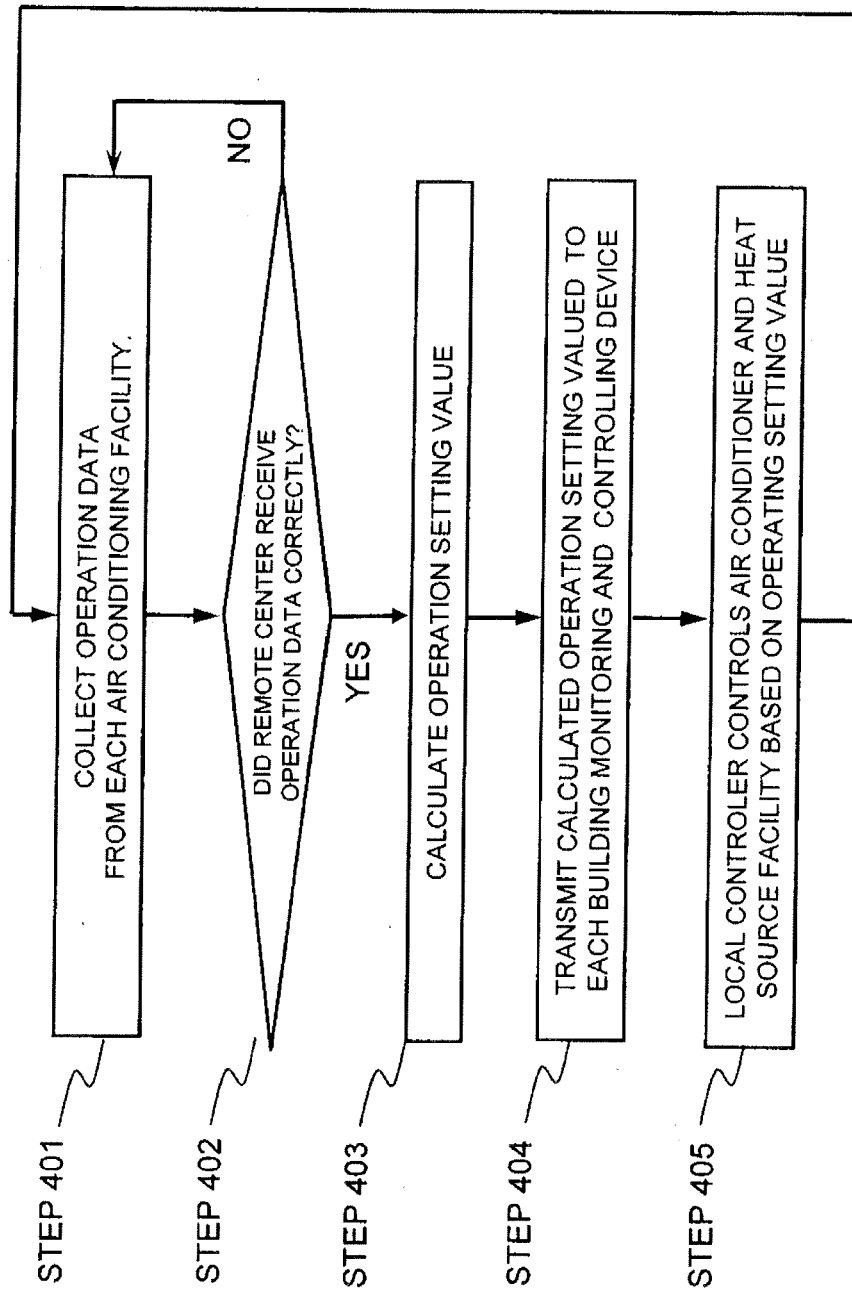 STEP 401
COLLECT OPERATION DATA
FROM EACH AIR CONDITIONING FACILITY.
STEP 402
DID REMOTE CENTER RECEIVE
OPERATION DATA CORRECTLY?
NO
YES
STEP 403
CALCULATE OPERATION SETTING VALUE
STEP 404
TRANSMIT CALCULATED OPERATION SETTING VALUED TO
EACH BUILDING MONITORING AND CONTROLLING DEVICE
STEP 405
LOCAL CONTROLER CONTROLS AIR CONDITIONER AND HEAT
SOURCE FACILITY BASED ON OPERATING SETTING VALUE